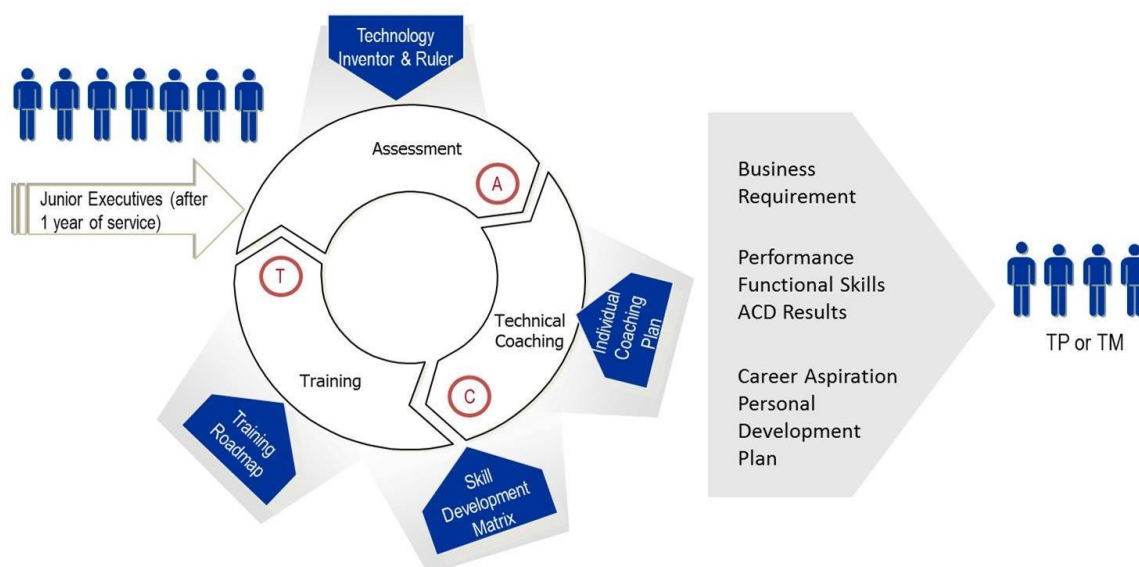 Technology
Inventor & Ruler
Junior Executives (after
1 year of service)
Assessment
A
T
Technical
Coaching
C
Training
Individual
Coaching
Plan
Training
Roadmap
Skill
Development
Matrix
Business
Requirement
Performance
Functional Skills
ACD Results
Career Aspiration
Personal
Development
Plan
TP or TM